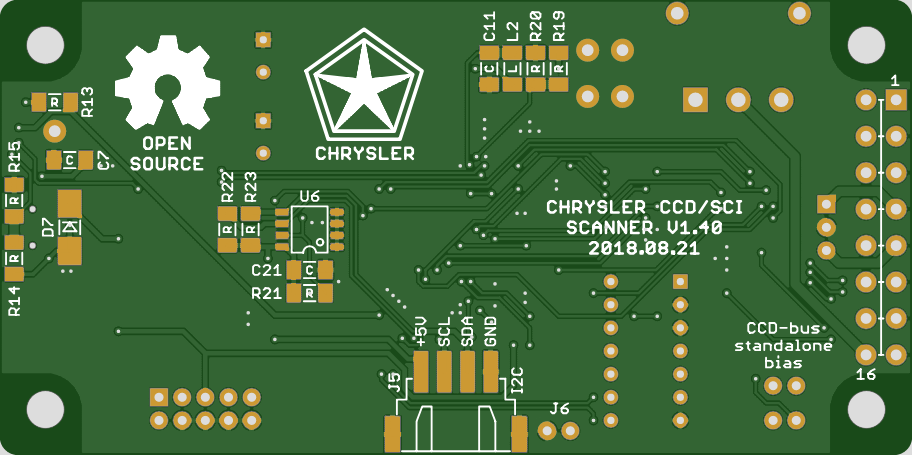 C11
L2
R20
R19
C
L
R
R
1
R13
R
OPEN
SOURCE
CHRYSLER
R15
C
C7
R
R22
R23
U6
D7
R
R
CHRYSLER CCD/SCI
SCANNER V1.40
2018.08.21
R
R14
C21
C
R21
R
+5V
SCL
SDA
GND
CCD-bus
standalone
bias
16
J5
I2C
J6